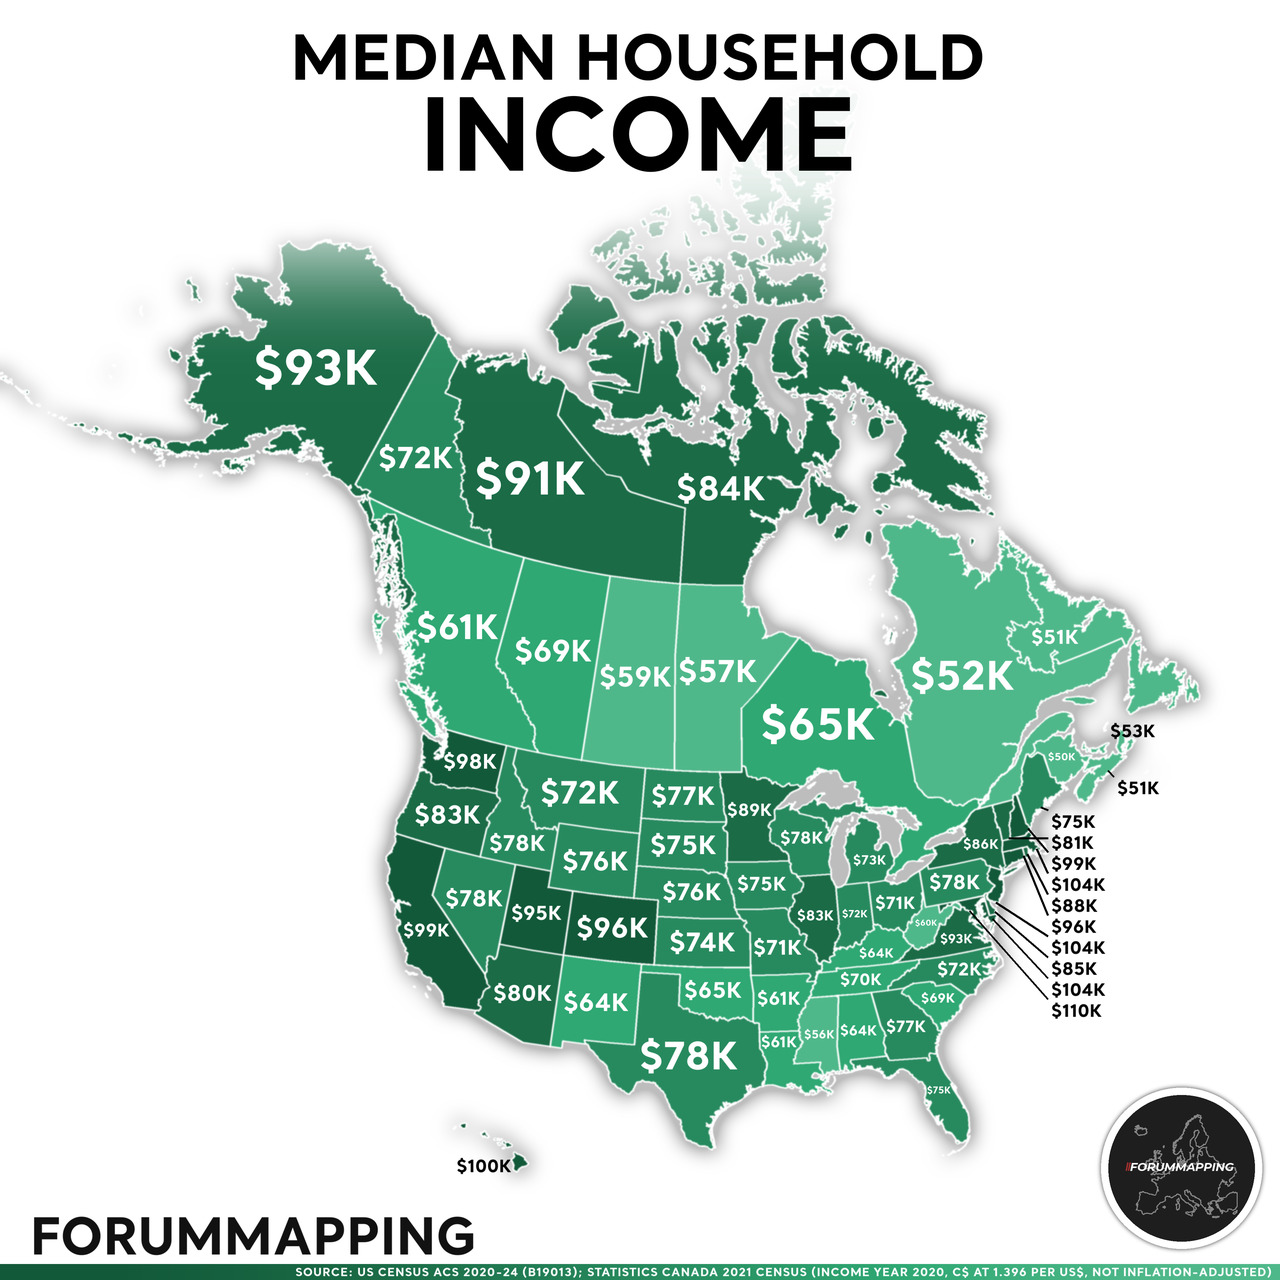 MEDIAN HOUSEHOLD
INCOME
$93K
$72K
$91K
$84K
$61K
$69K
$59K
$57K
$65K
$52K
$51K
$53K
$50K
$51K
$98K
$83K
$72K
$77K
$89K
$78K
$73K
$86K
$75K
$81K
$99K
$104K
$88K
$96K
$104K
$85K
$104K
$110K
$78K
$76K
$75K
$76K
$75K
$78K
$99K
$78K
$95K
$96K
$74K
$71K
$83K
$72K
$71K
$60K
$93K
$64K
$72K
$80K
$64K
$65K
$61K
$70K
$69K
$78K
$61K
$56K
$64K
$77K
$75K
$100K
//FORUMMAPPING
FORUMMAPPING
SOURCE: US CENSUS ACS 2020-24 (B19013); STATISTICS CANADA 2021 CENSUS (INCOME YEAR 2020, C$ AT 1.396 PER US$, NOT INFLATION-ADJUSTED)